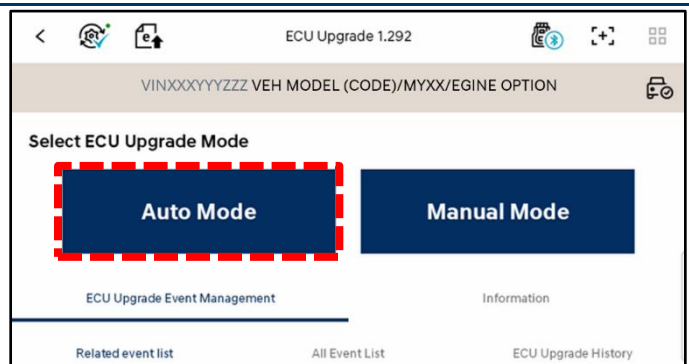 ECU Upgrade 1.292
VINXXXYYYZZZ VEH MODEL (CODE)/MYXX/EGINE OPTION
Select ECU Upgrade Mode
Auto Mode
Manual Mode
ECU Upgrade Event Management
Information
Related event list
All Event List
ECU Upgrade History